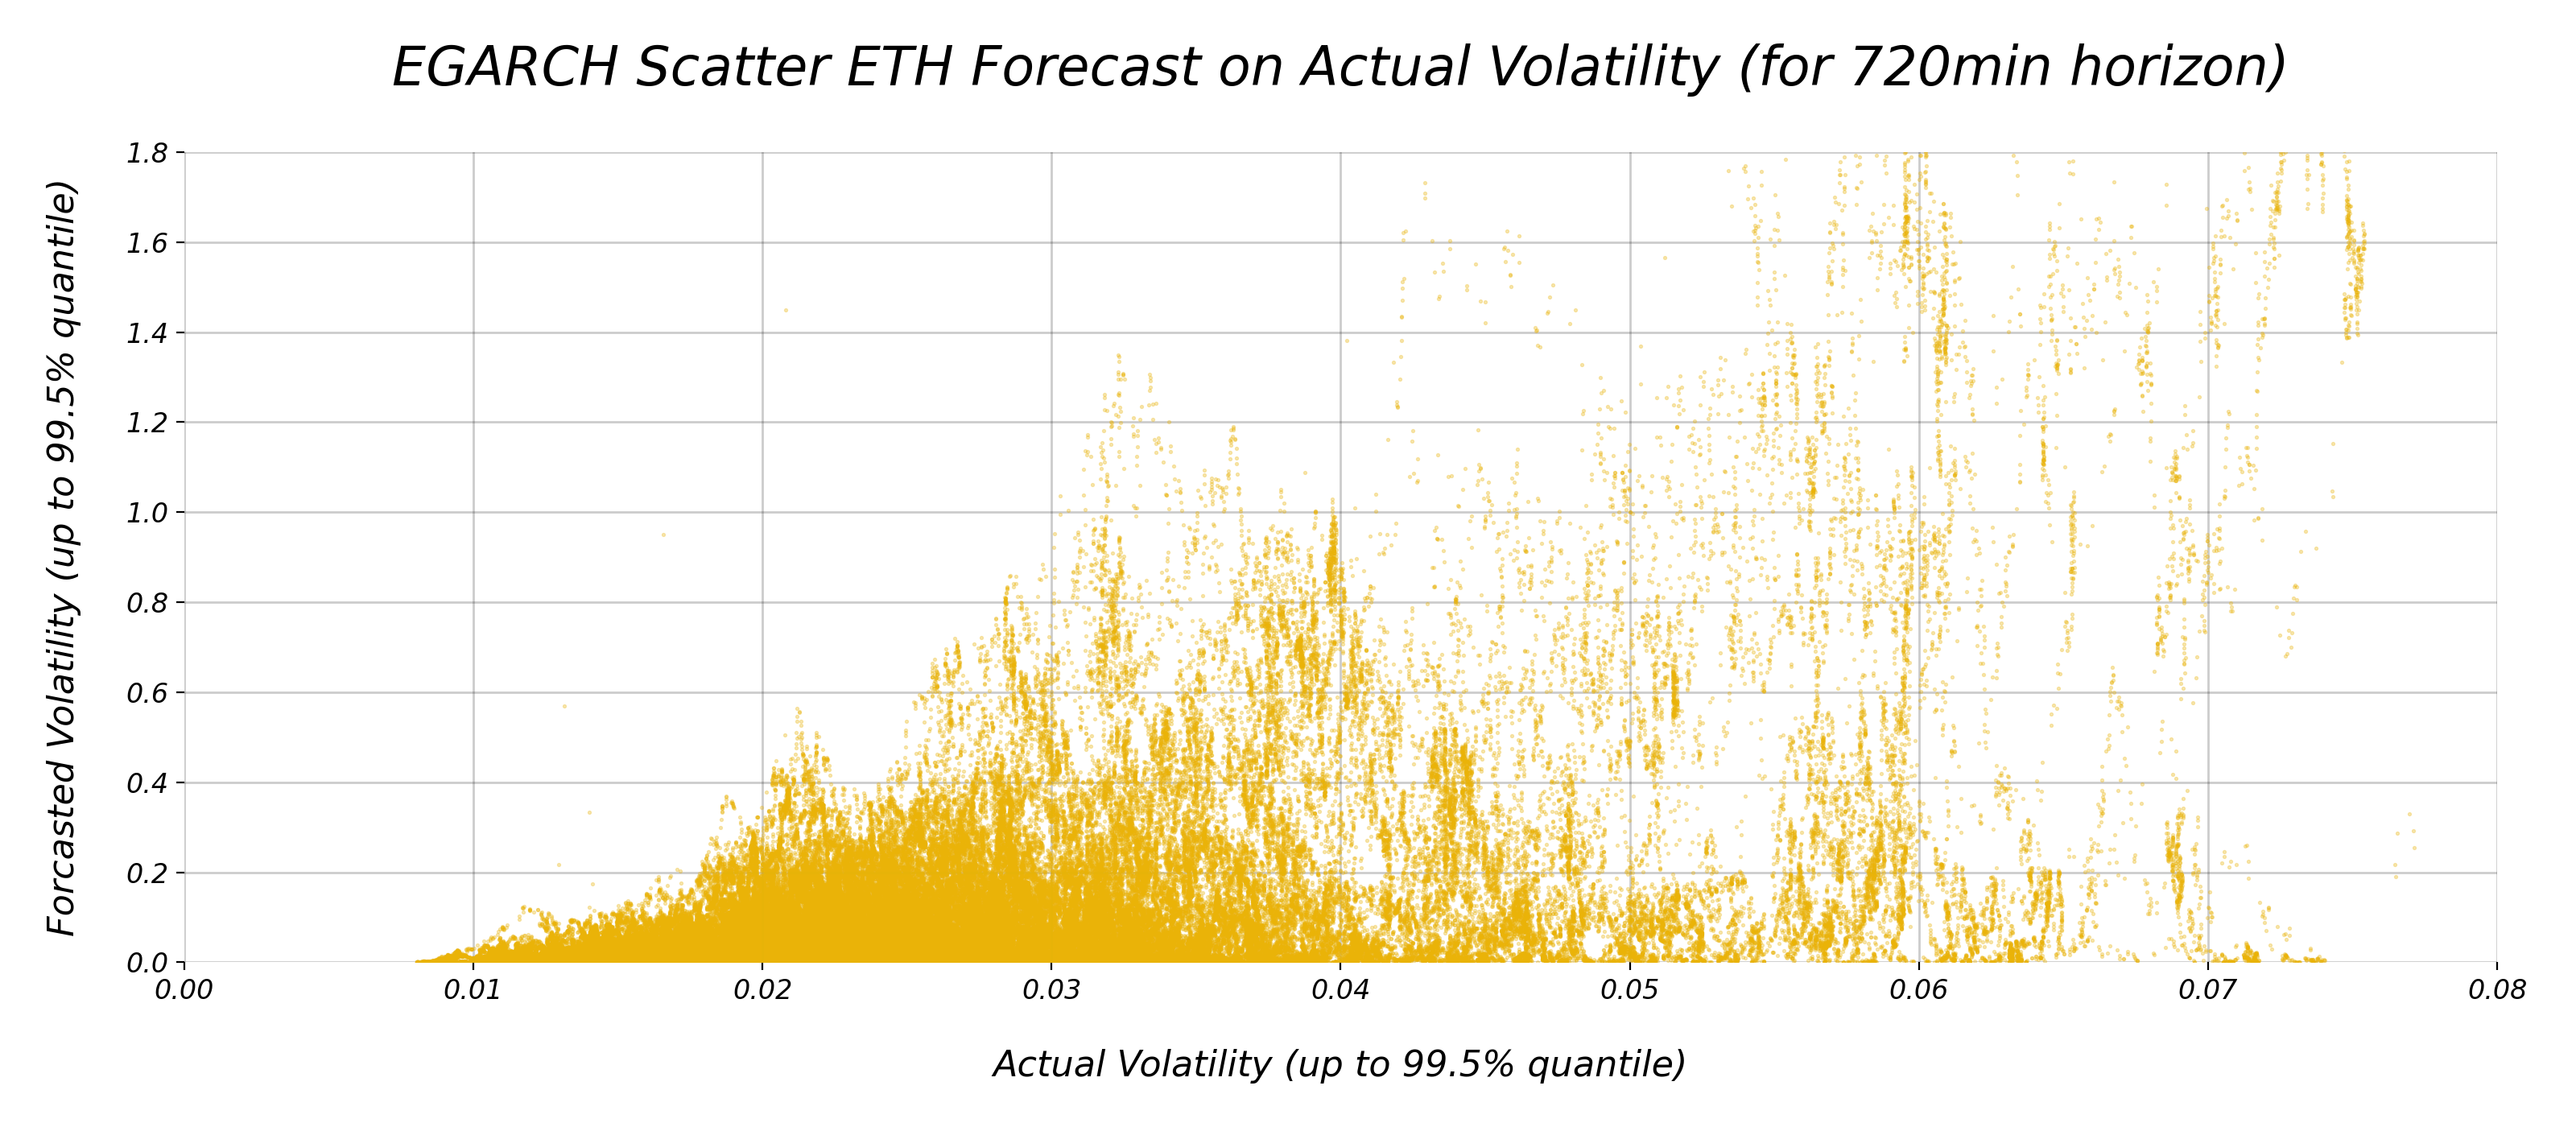 EGARCH Scatter ETH Forecast on Actual Volatility (for 720min horizon)
Forcasted Volatility (up to 99.5% quantile)
1.8
1.6
1.4
1.2
1.0
0.8
0.6
0.4
0.2
0.0
0.00 0.01 0.02 0.03 0.04 0.05 0.06 0.07 0.08
Actual Volatility (up to 99.5% quantile)